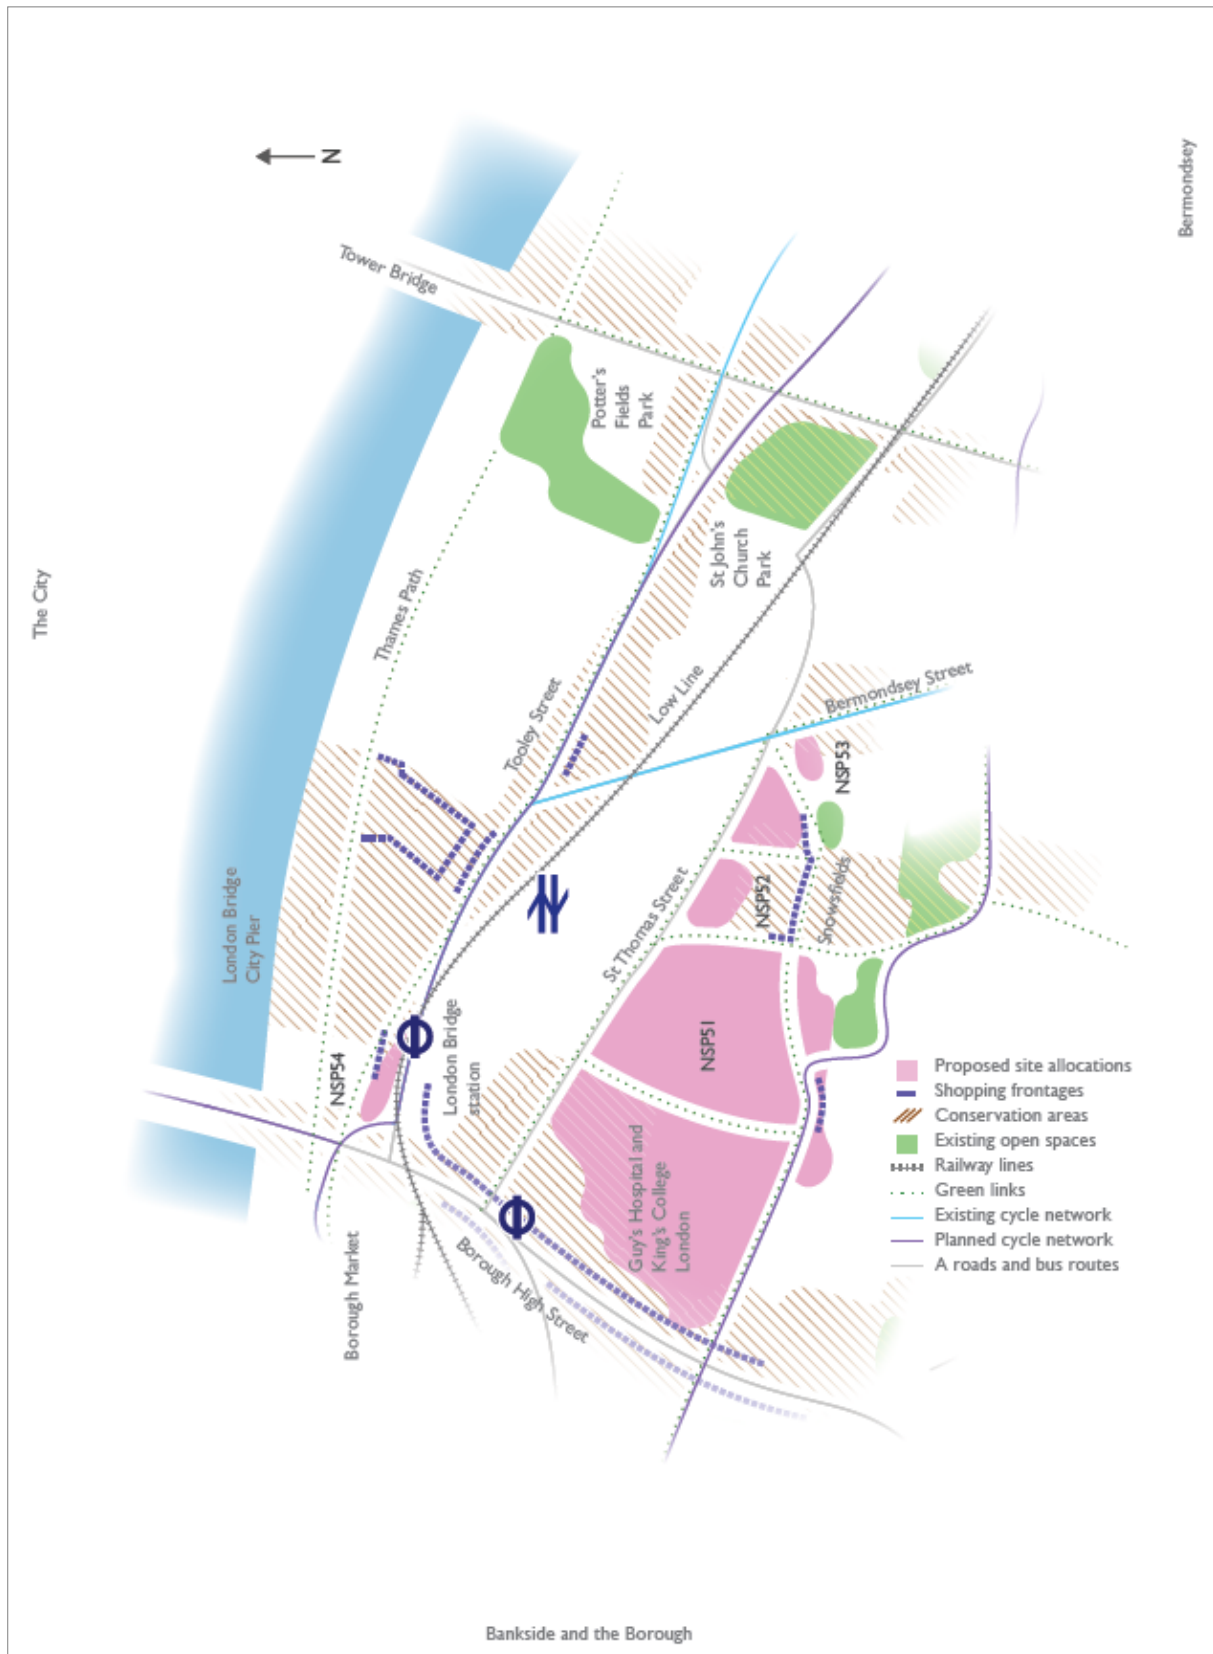 The City
Bermondsey
N
Tower Bridge
Potter's
Fields
Park
St John's
Church
Park
Thames Path
Tooley Street
Low Line
Bermondsey Street
London Bridge
City Pier
NSP53
NSP52
Snowsfields
St Thomas Street
NSP54
London Bridge
station
NSP51
Guy's Hospital and
King's College
London
Borough Market
Borough High Street
Proposed site allocations
Shopping frontages
Conservation areas
Existing open spaces
Railway lines
Green links
Existing cycle network
Planned cycle network
A roads and bus routes
Bankside and the Borough